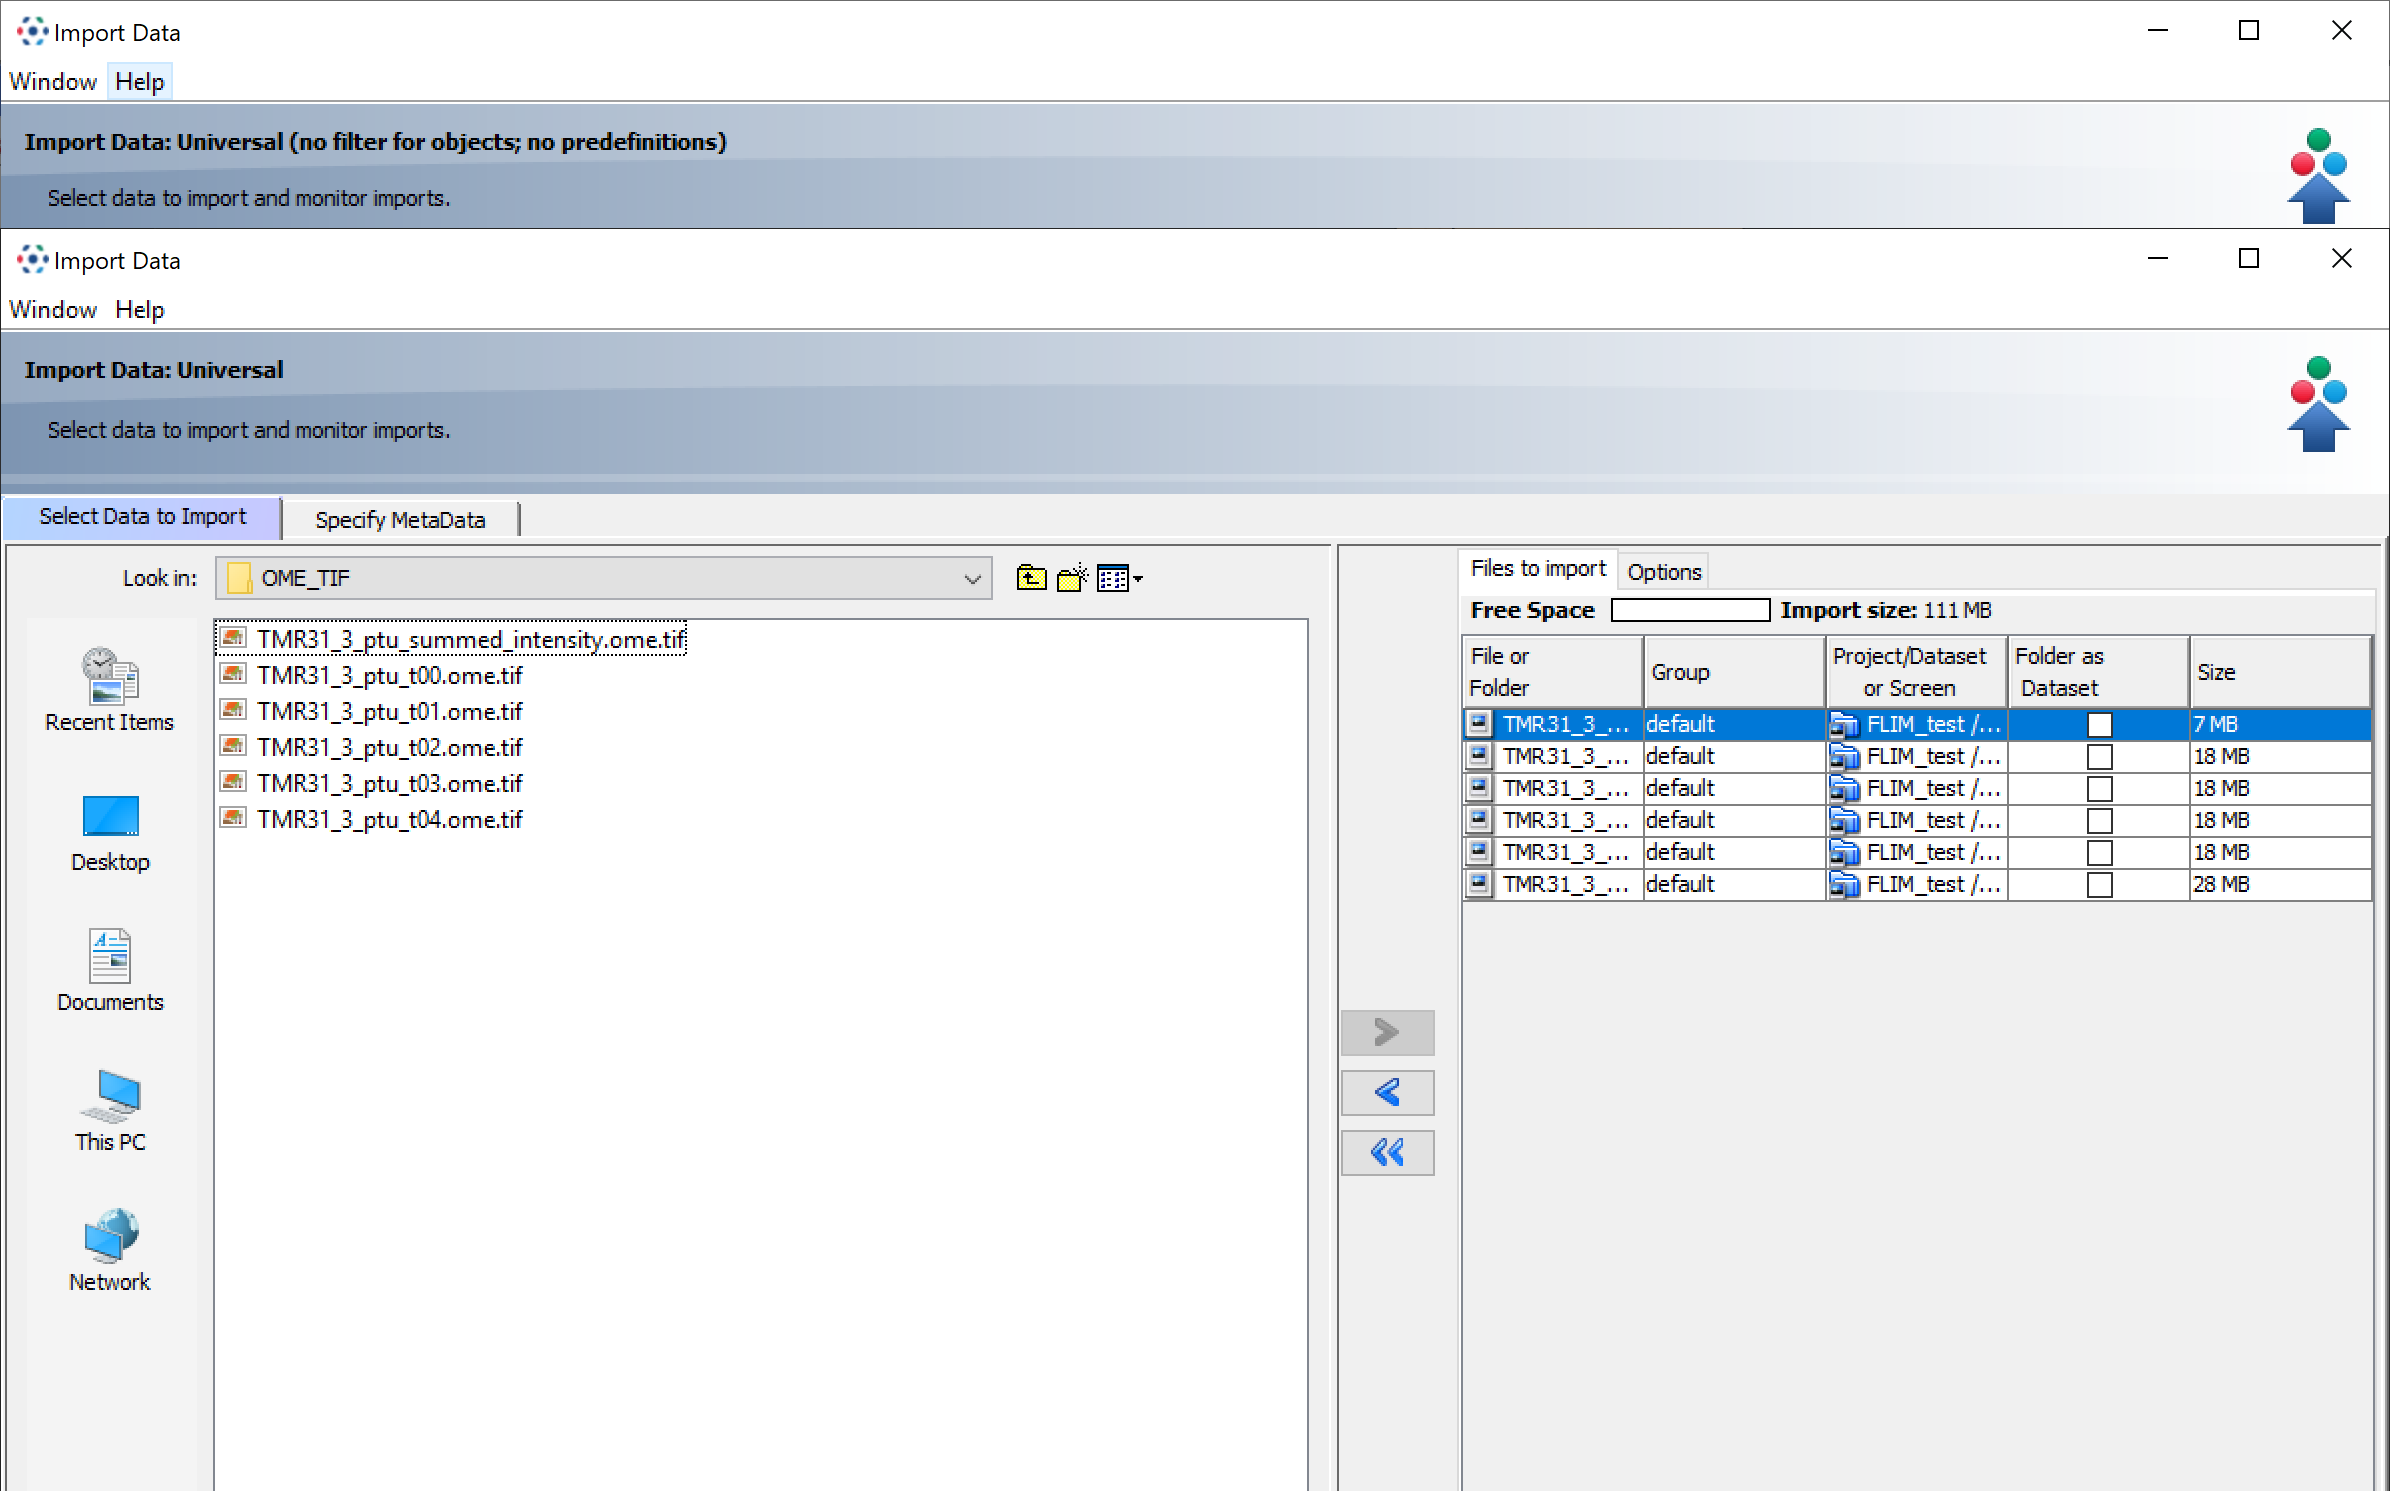 Import Data
Window Help
Import Data: Universal (no filter for objects; no predefinitions)
Select data to import and monitor imports.
Import Data
Window Help
Import Data: Universal
Select data to import and monitor imports.
Select Data to Import Specify MetaData
Look in: OME_TIF
Recent Items
Desktop
Documents
This PC
Network
TMR31_3_ptu_summed_intensity.ome.tif
TMR31_3_ptu_t00.ome.tif
TMR31_3_ptu_t01.ome.tif
TMR31_3_ptu_t02.ome.tif
TMR31_3_ptu_t03.ome.tif
TMR31_3_ptu_t04.ome.tif
Files to import Options
Free Space Import size: 111 MB
File or Folder Group Project/Dataset or Screen Folder as Dataset Size
TMR31_3_... default FLIM_test /... 7 MB
TMR31_3_... default FLIM_test /... 18 MB
TMR31_3_... default FLIM_test /... 18 MB
TMR31_3_... default FLIM_test /... 18 MB
TMR31_3_... default FLIM_test /... 18 MB
TMR31_3_... default FLIM_test /... 28 MB